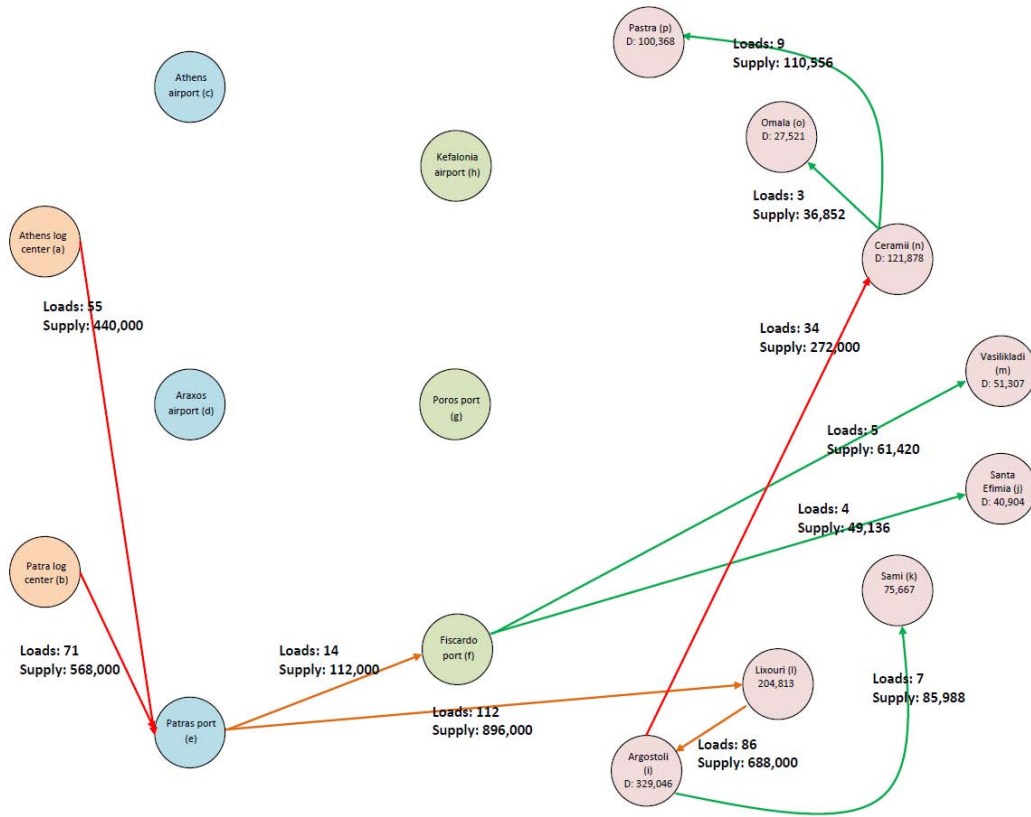 Pastra (p)
D: 100,368
Loads: 9
Supply: 110,556
Athens
airport (c)
Omala (o)
D: 27,521
Kefalonia
airport (h)
Loads: 3
Supply: 36,852
Athens log
center (a)
Ceramii (n)
D: 121,878
Loads: 55
Supply: 440,000
Loads: 34
Supply: 272,000
Vasilikladi
(m)
D: 51,307
Araxos
airport (d)
Poros port
(g)
Loads: 5
Supply: 61,420
Santa
Efimia (j)
D: 40,904
Loads: 4
Supply: 49,136
Patra log
center (b)
Sami (k)
75,667
Loads: 71
Supply: 568,000
Loads: 14
Supply: 112,000
Fiscardo
port (f)
Lixouri (l)
204,813
Loads: 7
Supply: 85,988
Patras port
(e)
Loads: 112
Supply: 896,000
Loads: 86
Supply: 688,000
Argostoli
(i)
D: 329,046